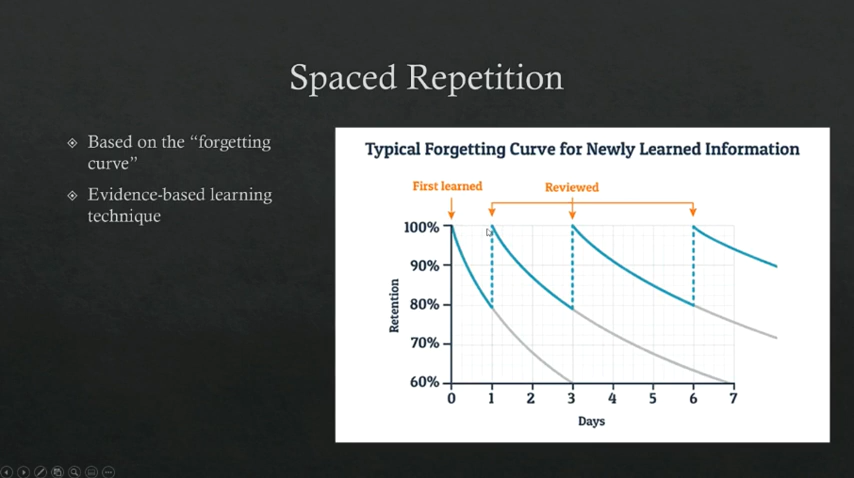 Spaced Repetition
Based on the “forgetting
curve”
Evidence-based learning
technique
Typical Forgetting Curve for Newly Learned Information
First learned
Reviewed
100%
90%
80%
70%
60%
Retention
0 1 2 3 4 5 6 7
Days